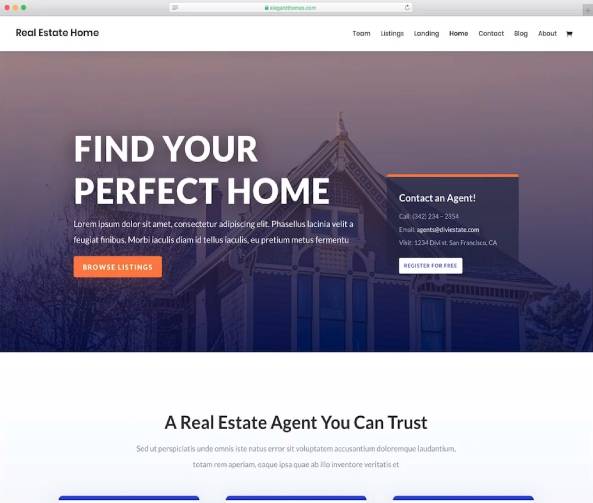 elegantthemes.com
Real Estate Home
Team Listings Landing Home Contact Blog About
FIND YOUR
PERFECT HOME
Lorem ipsum dolor sit amet, consectetur adipiscing elit. Phasellus lacinia velit a
feugiat finibus. Morbi iaculis diam id tellus iaculis, eu pretium metus fermentu
BROWSE LISTINGS
Contact an Agent!
Call: (342) 234 – 2354
Email: agents@diviestate.com
Visit: 1234 Divi st. San Francisco, CA
REGISTER FOR FREE
A Real Estate Agent You Can Trust
Sed ut perspiciatis unde omnis iste natus error sit voluptatem accusantium doloremque laudantium,
totam rem aperiam, eaque ipsa quae ab illo inventore veritatis et